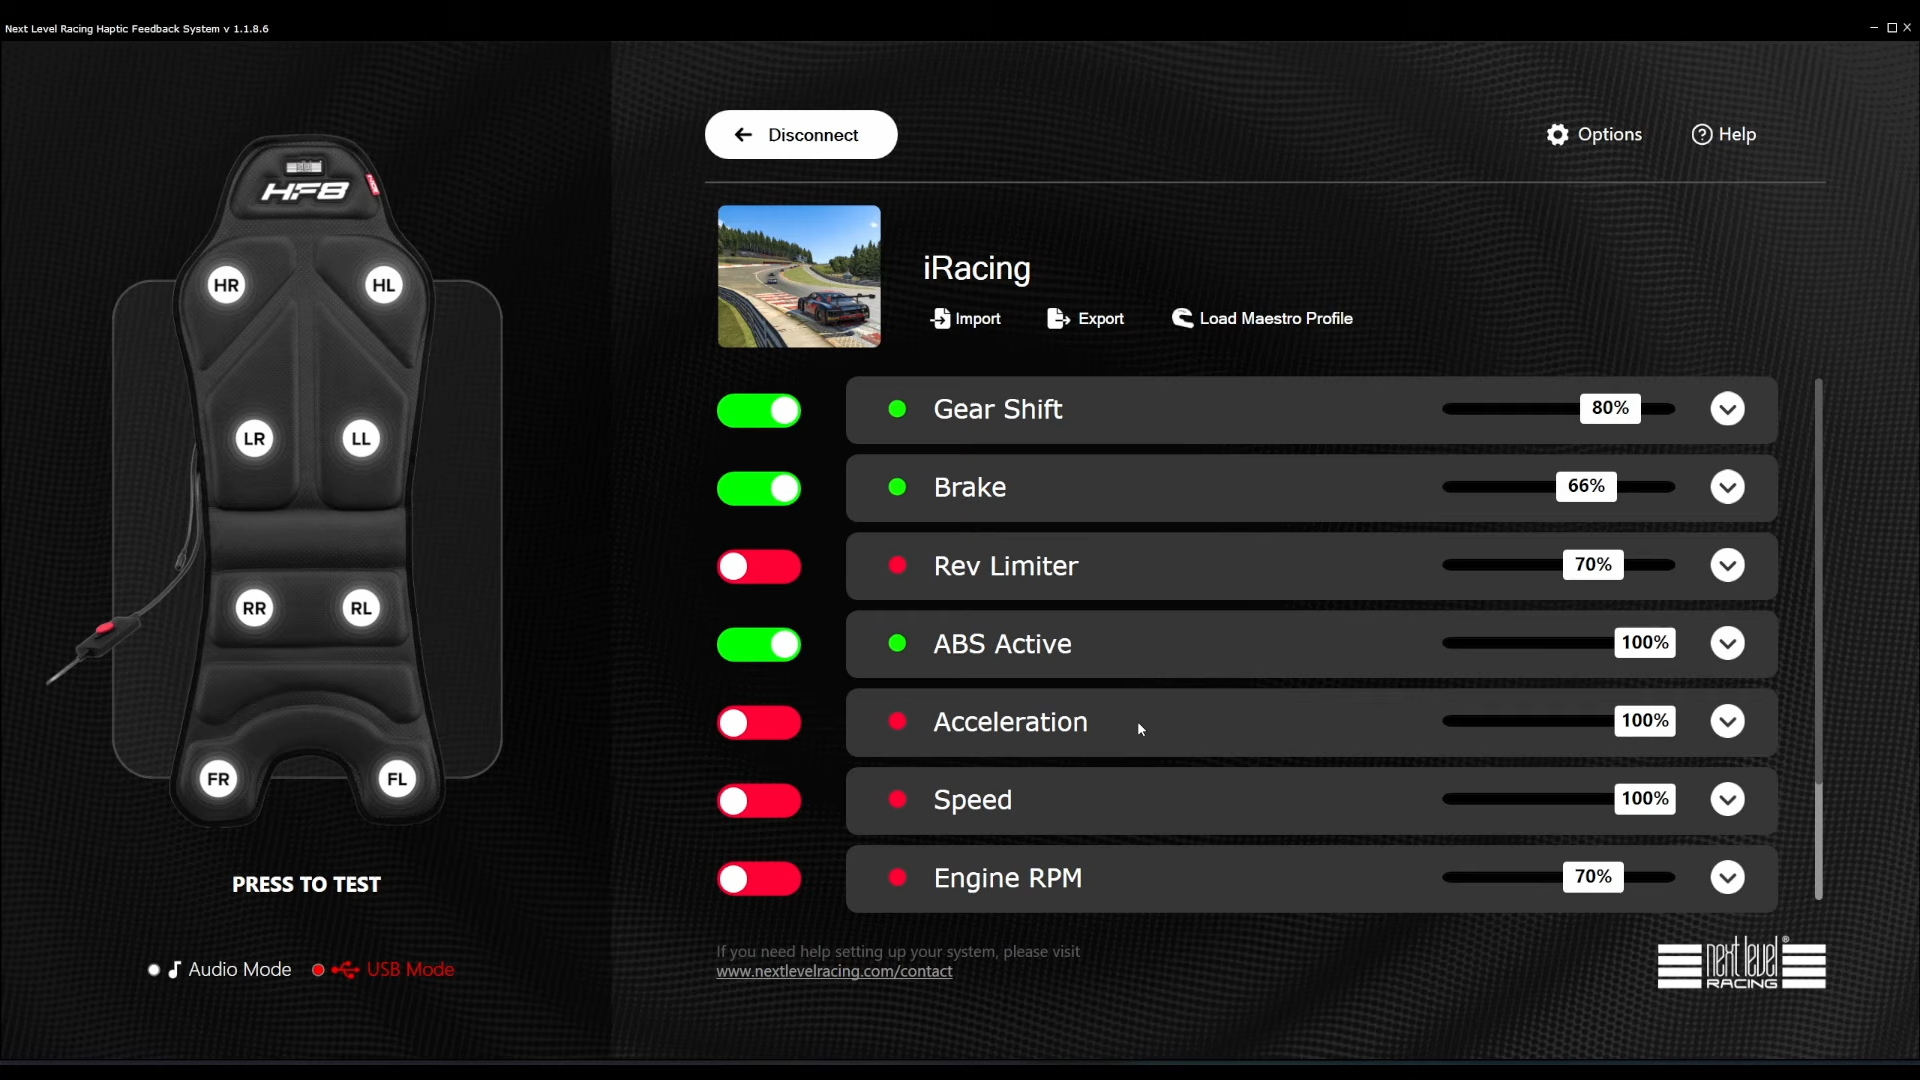 Next Level Racing Haptic Feedback System v 1.1.8.6
Disconnect
Options
Help
HF8
HR
HL
LR
LL
RR
RL
FR
FL
PRESS TO TEST
Audio Mode
USB Mode
iRacing
Import
Export
Load Maestro Profile
Gear Shift
80%
Brake
66%
Rev Limiter
70%
ABS Active
100%
Acceleration
100%
Speed
100%
Engine RPM
70%
If you need help setting up your system, please visit
www.nextlevelracing.com/contact
next level®
RACING